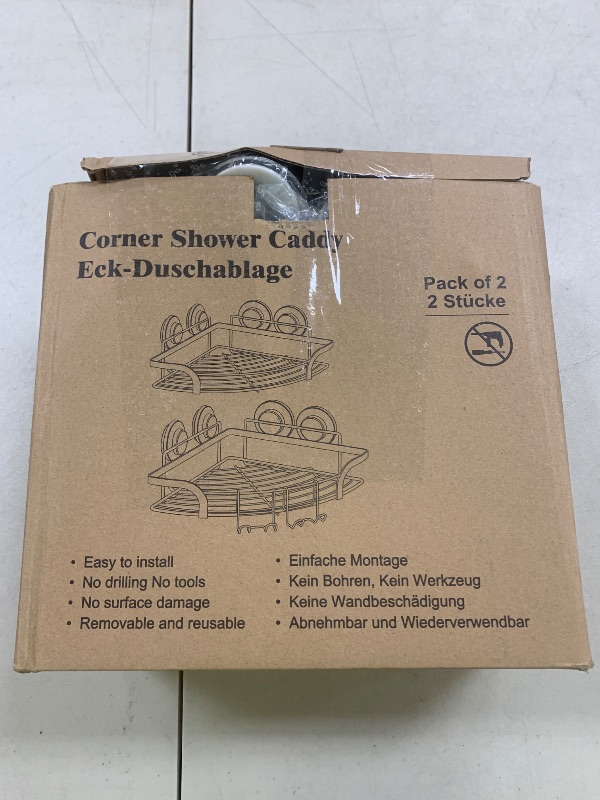 Corner Shower Caddy
Eck-Duschablage
Pack of 2
2 Stücke
• Easy to install
• No drilling No tools
• No surface damage
• Removable and reusable
• Einfache Montage
• Kein Bohren, Kein Werkzeug
• Keine Wandbeschädigung
• Abnehmbar und Wiederverwendbar